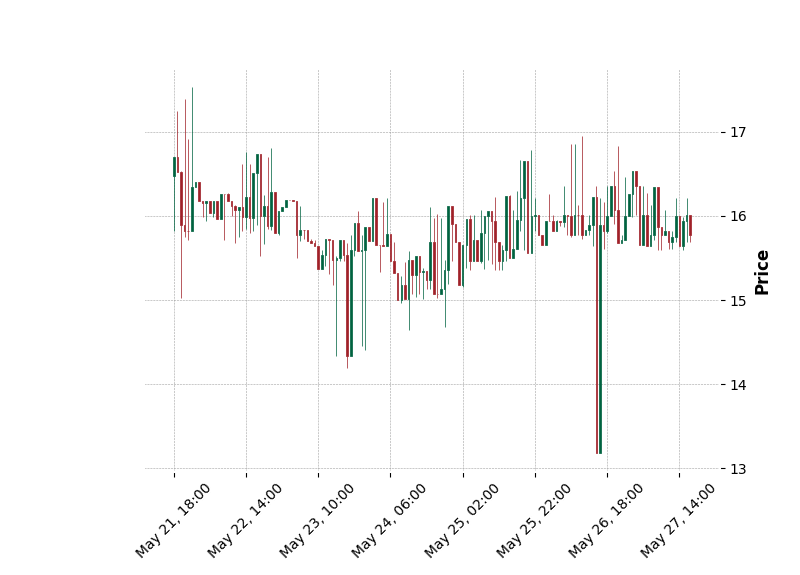 17
16
15
14
13
Price
May 21, 18:00
May 22, 14:00
May 23, 10:00
May 24, 06:00
May 25, 02:00
May 25, 22:00
May 26, 18:00
May 27, 14:00